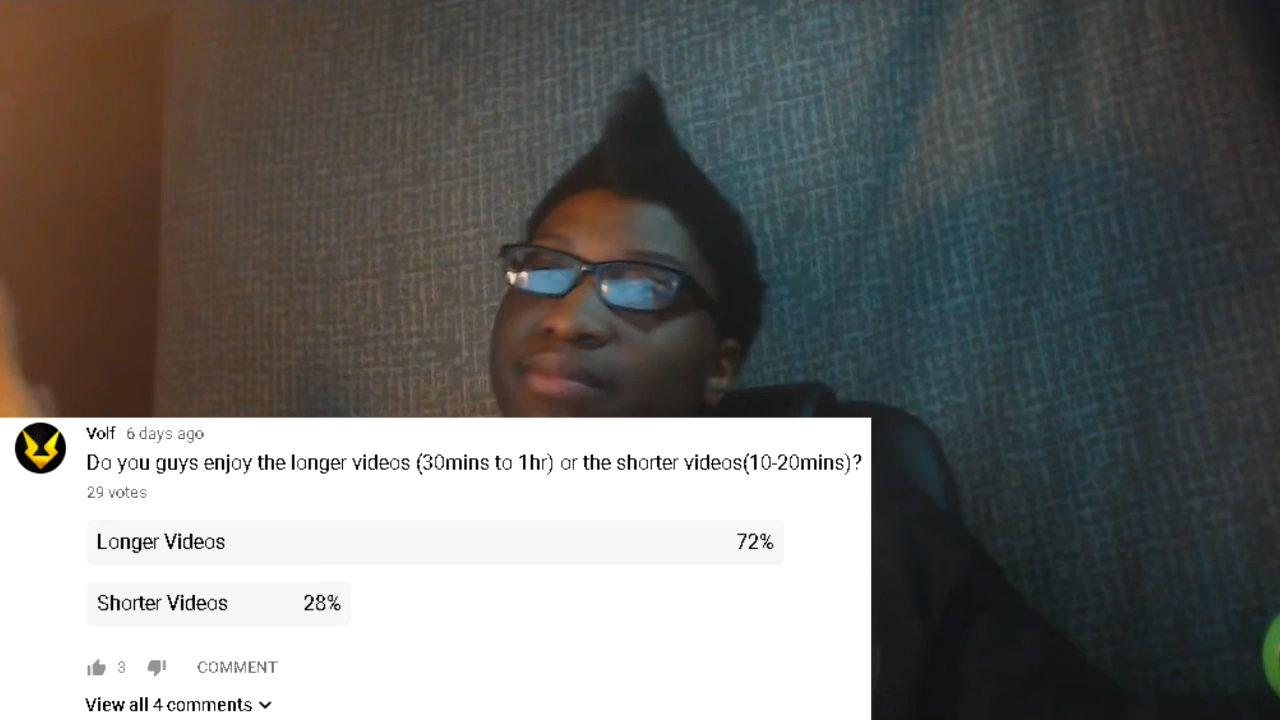 Volf 6 days ago
Do you guys enjoy the longer videos (30mins to 1hr) or the shorter videos(10-20mins)?
29 votes
Longer Videos 72%
Shorter Videos 28%
3 COMMENT
View all 4 comments